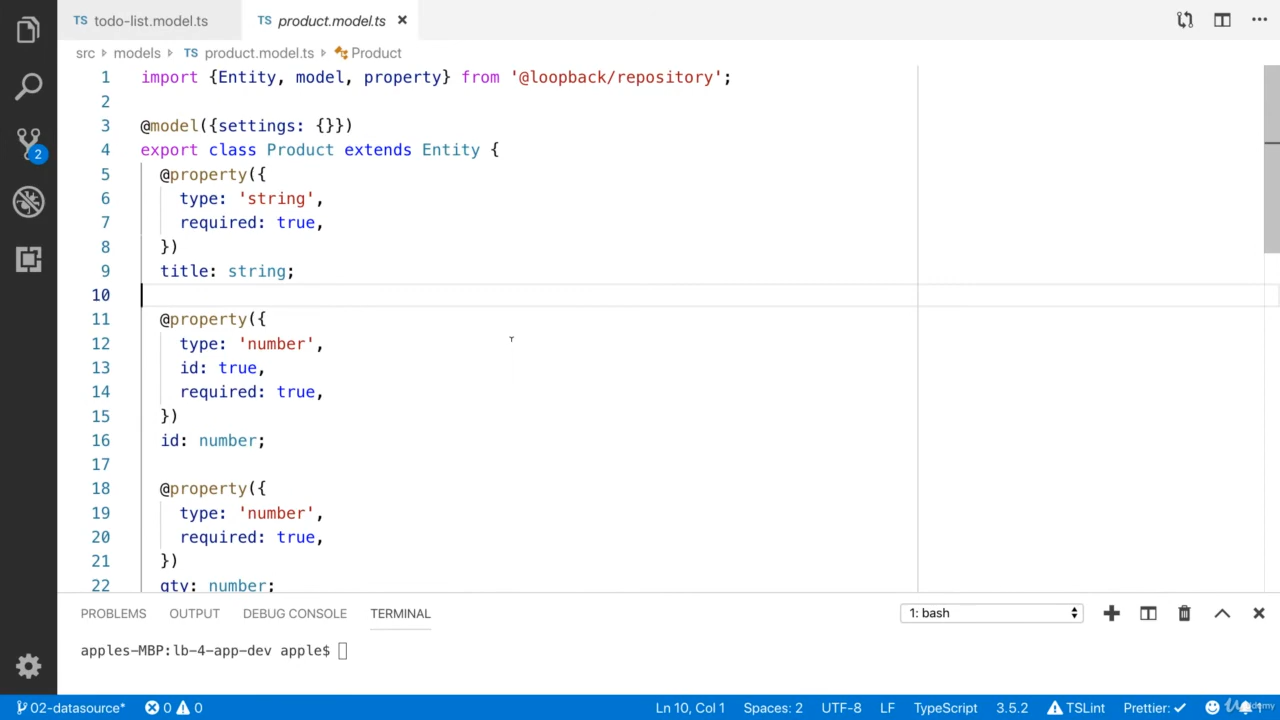 TS todo-list.model.ts
TS product.model.ts
src models TS product.model.ts Product
1 import {Entity, model, property} from '@loopback/repository';
2
3 @model({settings: {}})
4 export class Product extends Entity {
5 @property({
6 type: 'string',
7 required: true,
8 })
9 title: string;
10
11 @property({
12 type: 'number',
13 id: true,
14 required: true,
15 })
16 id: number;
17
18 @property({
19 type: 'number',
20 required: true,
21 })
22 qty: number;
2
PROBLEMS OUTPUT DEBUG CONSOLE TERMINAL 1: bash
apples-MBP:lb-4-app-dev apple$
02-datasource* 0 0 Ln 10, Col 1 Spaces: 2 UTF-8 LF TypeScript 3.5.2 TSLint Prettier: Udemy